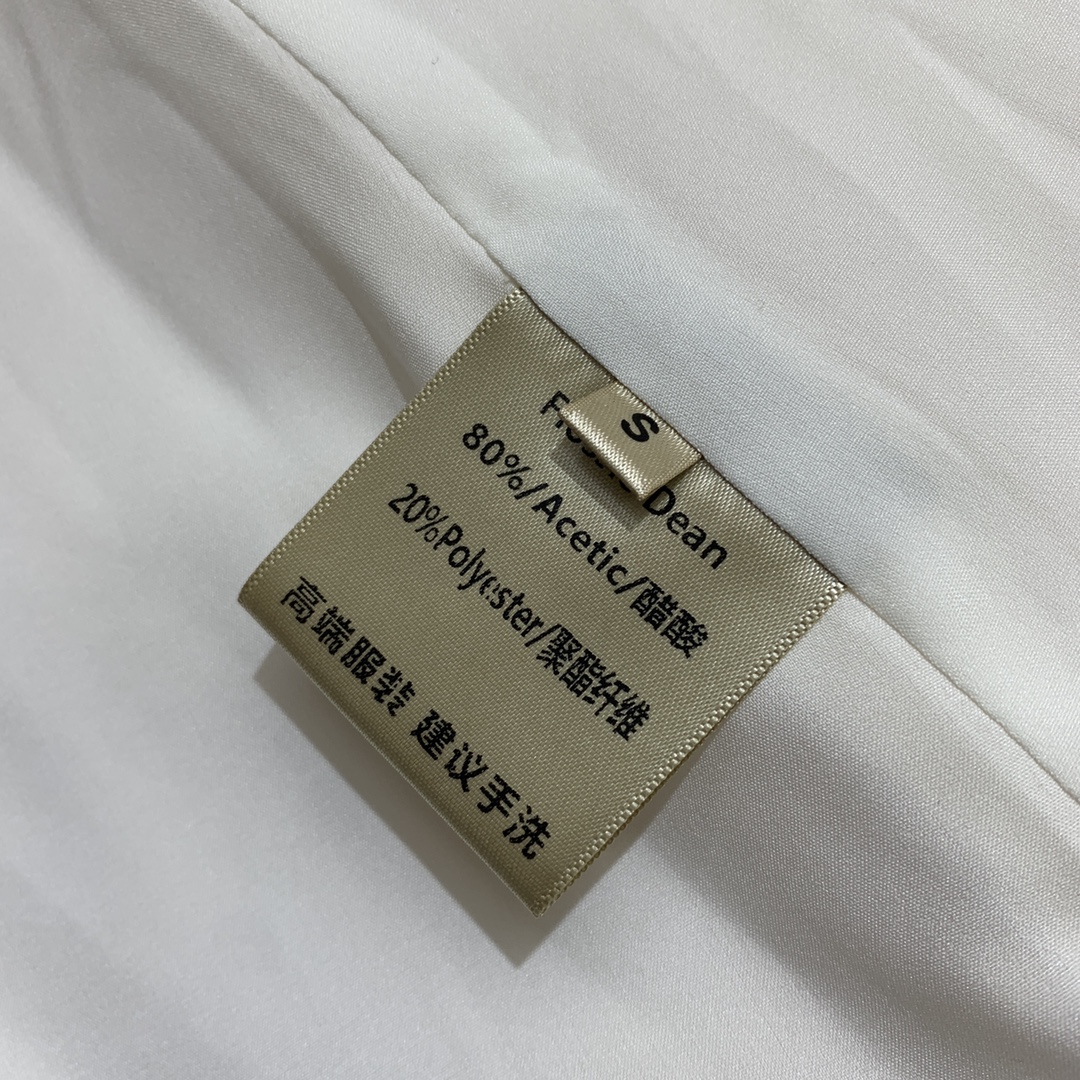 S
Dean
80%/Acetic/醋酸
20%Polyester/聚酯纤维
高端服装 建议手洗